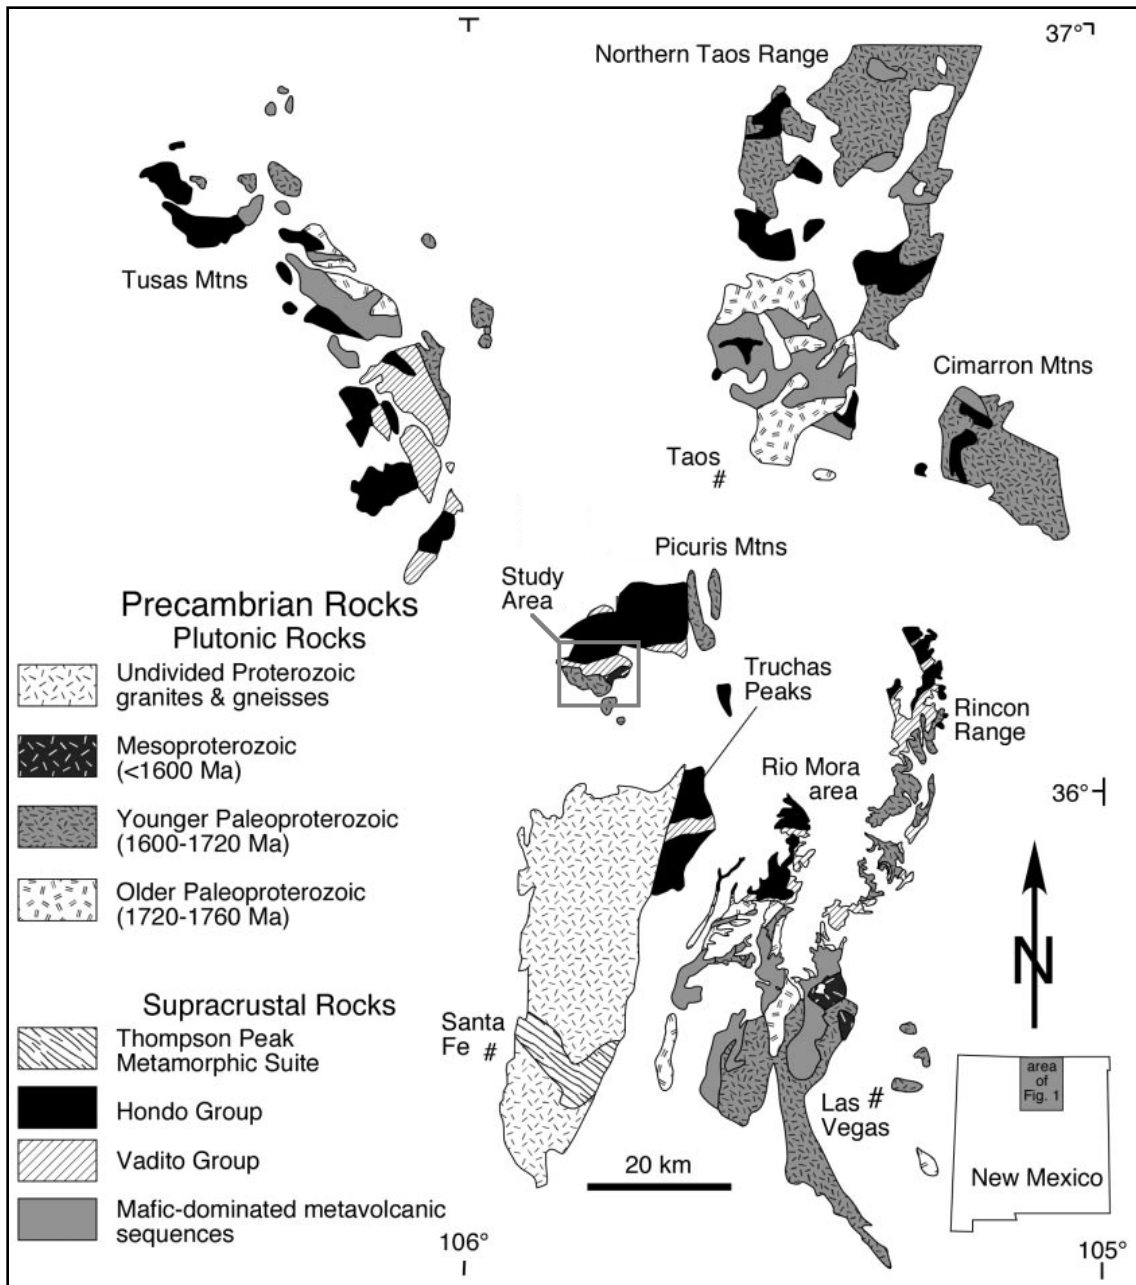 37°
Northern Taos Range
Tusas Mtns
Cimarron Mtns
Taos
#
Picuris Mtns
Study
Area
Precambrian Rocks
Plutonic Rocks
Undivided Proterozoic
granites & gneisses
Mesoproterozoic
(<1600 Ma)
Younger Paleoproterozoic
(1600-1720 Ma)
Older Paleoproterozoic
(1720-1760 Ma)
Truchas
Peaks
Rincon
Range
Rio Mora
area
36°
N
Supracrustal Rocks
Thompson Peak
Metamorphic Suite
Hondo Group
Vadito Group
Mafic-dominated metavolcanic
sequences
Santa
Fe #
Las #
Vegas
20 km
area
of
Fig. 1
New Mexico
106°
105°